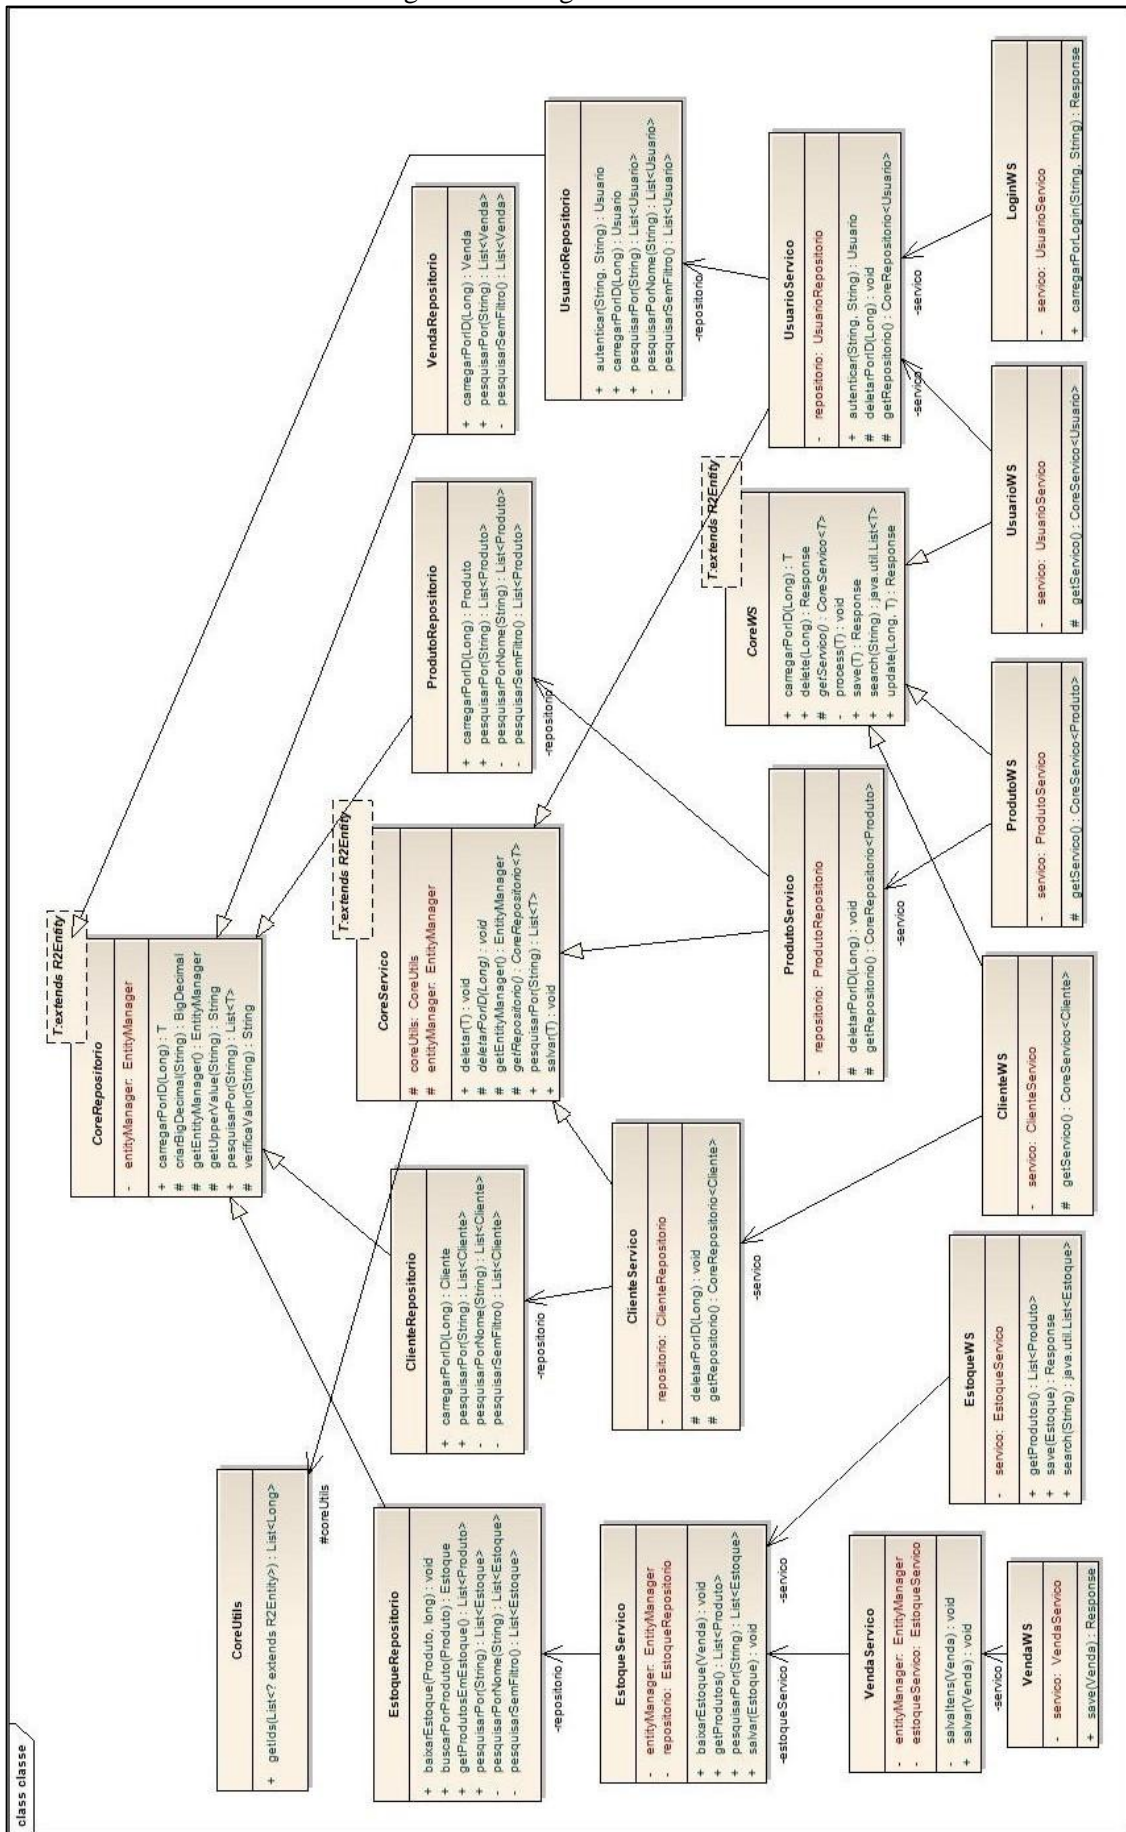 class classe
CoreUtils
+ getIds(List<? extends R2Entity>) : List<Long>
#coreUtils
T:extends R2Entity
CoreRepositorio
- entityManager: EntityManager
+ carregarPorID(Long) : T
# criarBigDecimal(String) : BigDecimal
# getEntityManager() : EntityManager
# getUpperValue(String) : String
+ pesquisarPor(String) : List<T>
# verificaValor(String) : String
EstoqueRepositorio
+ baixarEstoque(Produto, long) : void
+ buscarPorProduto(Produto) : Estoque
+ getProdutosEmEstoque() : List<Produto>
+ pesquisarPor(String) : List<Estoque>
- pesquisarPorNome(String) : List<Estoque>
- pesquisarSemFiltro() : List<Estoque>
-repositorio
ClienteRepositorio
+ carregarPorID(Long) : Cliente
+ pesquisarPor(String) : List<Cliente>
- pesquisarPorNome(String) : List<Cliente>
- pesquisarSemFiltro() : List<Cliente>
-repositorio
T:extends R2Entity
CoreServico
# coreUtils: CoreUtils
# entityManager: EntityManager
+ deletar(T) : void
# deletarPorID(Long) : void
# getEntityManager() : EntityManager
# getRepositorio() : CoreRepositorio<T>
+ pesquisarPor(String) : List<T>
+ salvar(T) : void
ProdutoRepositorio
+ carregarPorID(Long) : Produto
+ pesquisarPor(String) : List<Produto>
- pesquisarPorNome(String) : List<Produto>
- pesquisarSemFiltro() : List<Produto>
-repositorio
VendaRepositorio
+ carregarPorID(Long) : Venda
+ pesquisarPor(String) : List<Venda>
- pesquisarSemFiltro() : List<Venda>
UsuarioRepositorio
+ autenticar(String, String) : Usuario
+ carregarPorID(Long) : Usuario
+ pesquisarPor(String) : List<Usuario>
- pesquisarPorNome(String) : List<Usuario>
- pesquisarSemFiltro() : List<Usuario>
-repositorio
EstoqueServico
- entityManager: EntityManager
- repositorio: EstoqueRepositorio
+ baixarEstoque(Venda) : void
+ getProdutos() : List<Produto>
+ pesquisarPor(String) : List<Estoque>
+ salvar(Estoque) : void
-estoqueServico
-servico
ClienteServico
- repositorio: ClienteRepositorio
# deletarPorID(Long) : void
# getRepositorio() : CoreRepositorio<Cliente>
-servico
ProdutoServico
- repositorio: ProdutoRepositorio
# deletarPorID(Long) : void
# getRepositorio() : CoreRepositorio<Produto>
-servico
T:extends R2Entity
CoreWS
+ carregarPorID(Long) : T
+ delete(Long) : Response
# getServico() : CoreServico<T>
- process(T) : void
+ save(T) : Response
+ search(String) : java.util.List<T>
+ update(Long, T) : Response
UsuarioServico
- repositorio: UsuarioRepositorio
+ autenticar(String, String) : Usuario
# deletarPorID(Long) : void
# getRepositorio() : CoreRepositorio<Usuario>
-servico
-servico
VendaServico
- entityManager: EntityManager
- estoqueServico: EstoqueServico
- salvaItens(Venda) : void
+ salvar(Venda) : void
-servico
VendaWS
- servico: VendaServico
+ save(Venda) : Response
EstoqueWS
- servico: EstoqueServico
+ getProdutos() : List<Produto>
+ save(Estoque) : Response
+ search(String) : java.util.List<Estoque>
ClienteWS
- servico: ClienteServico
# getServico() : CoreServico<Cliente>
ProdutoWS
- servico: ProdutoServico
# getServico() : CoreServico<Produto>
UsuarioWS
- servico: UsuarioServico
# getServico() : CoreServico<Usuario>
LoginWS
- servico: UsuarioServico
+ carregarPorLogin(String, String) : Response